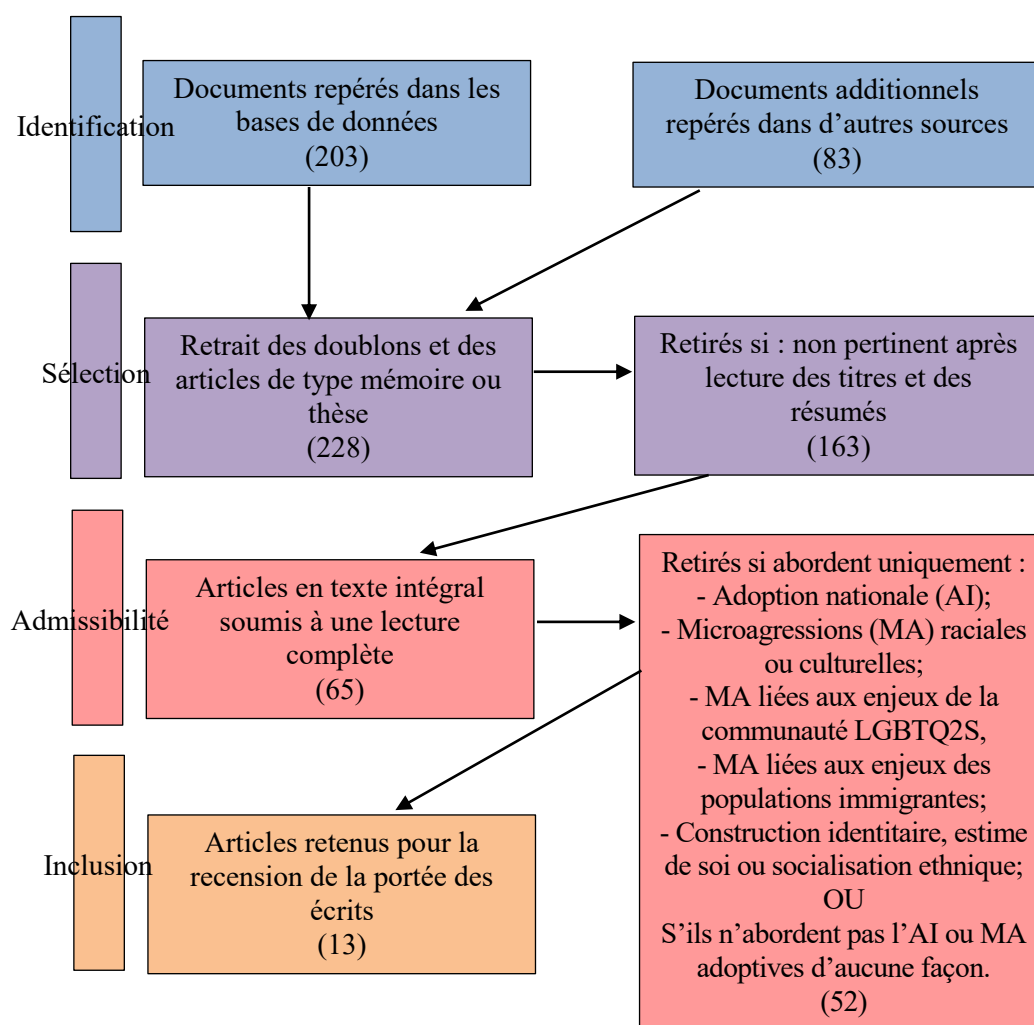 Identification
Documents repérés dans les
bases de données
(203)
Documents additionnels
repérés dans d’autres sources
(83)
Sélection
Retrait des doublons et des
articles de type mémoire ou
thèse
(228)
Retirés si : non pertinent après
lecture des titres et des
résumés
(163)
Admissibilité
Articles en texte intégral
soumis à une lecture
complète
(65)
Retirés si abordent uniquement :
- Adoption nationale (AI);
- Microagressions (MA) raciales
ou culturelles;
- MA liées aux enjeux de la
communauté LGBTQ2S,
- MA liées aux enjeux des
populations immigrantes;
- Construction identitaire, estime
de soi ou socialisation ethnique;
OU
S’ils n’abordent pas l’AI ou MA
adoptives d’aucune façon.
(52)
Inclusion
Articles retenus pour la
recension de la portée des
écrits
(13)